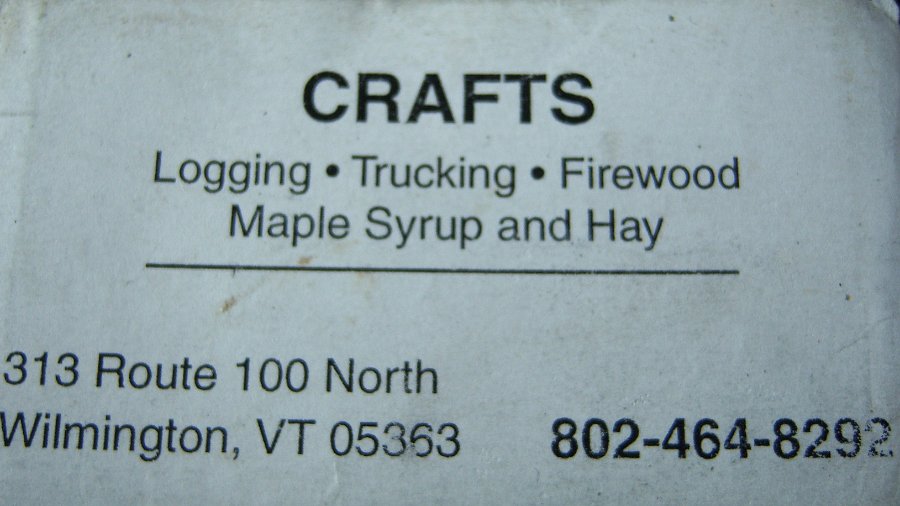 CRAFTS
Logging • Trucking • Firewood
Maple Syrup and Hay
313 Route 100 North
Wilmington, VT 05363 802-464-8292